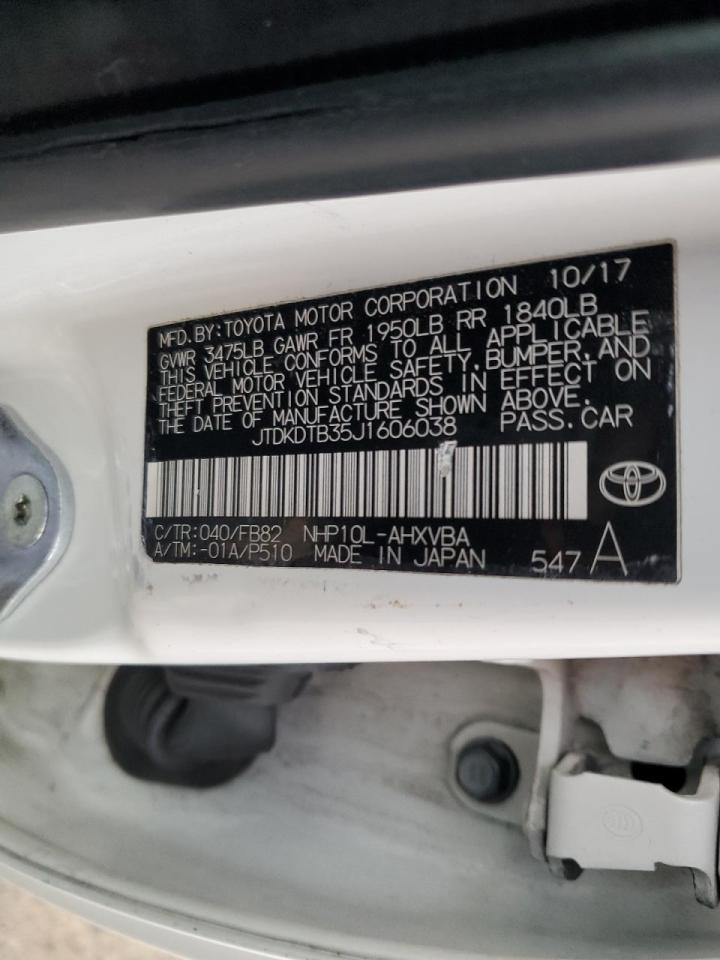 MFD.BY:TOYOTA MOTOR CORPORATION 10/17
GVWR 3475LB GAWR FR 1950LB RR 1840LB
THIS VEHICLE CONFORMS TO ALL APPLICABLE
FEDERAL MOTOR VEHICLE SAFETY,BUMPER,AND
THEFT PREVENTION STANDARDS IN EFFECT ON
THE DATE OF MANUFACTURE SHOWN ABOVE.
JTDKDTB35J1606038 PASS.CAR
C/TR:040/FB82 NHP10L-AHXVBA
A/TM:-01A/P510 MADE IN JAPAN 547 A